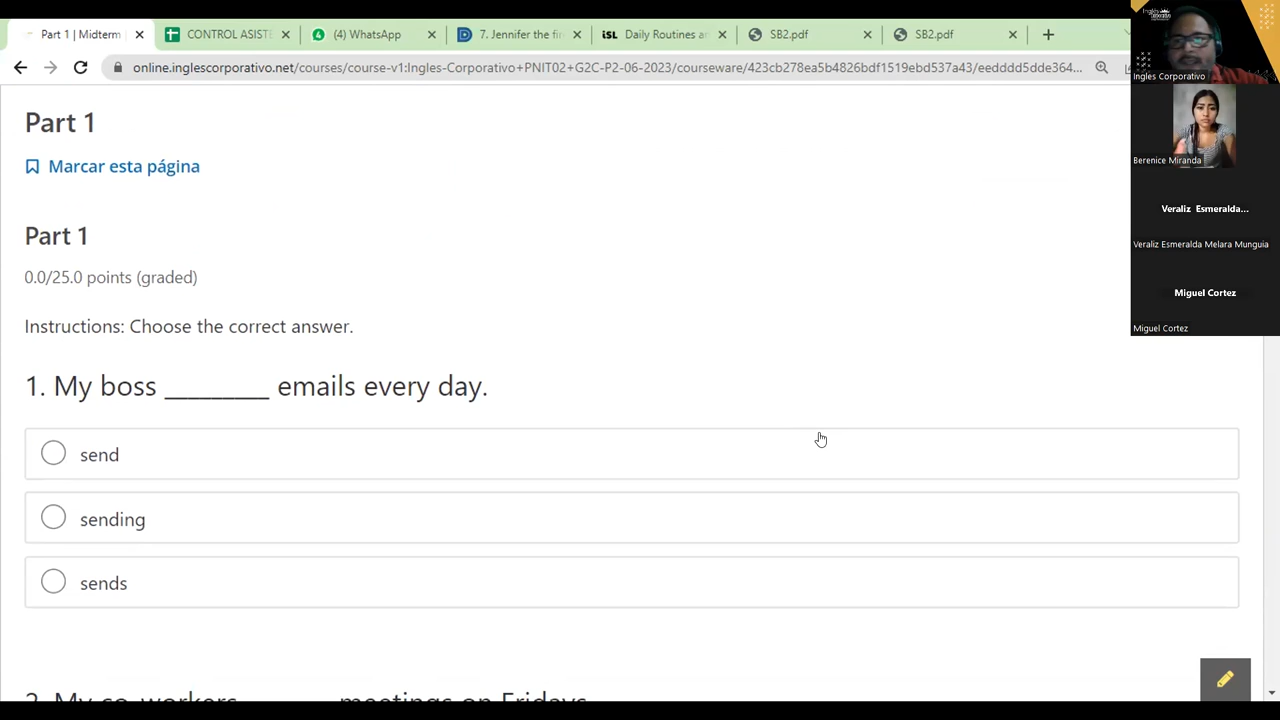 Part 1 | Midterm
CONTROL ASISTE
(4) WhatsApp
7. Jennifer the fir
Daily Routines a
SB2.pdf
SB2.pdf
online.inglescorporativo.net/courses/course-v1:Ingles-Corporativo+PNIT02+G2C-P2-06-2023/courseware/423cb278ea5b4826bdf1519ebd537a43/eedddd5dde364...
Ingles Corporativo
Berenice Miranda
Veraliz Esmeralda...
Veraliz Esmeralda Melara Munguia
Miguel Cortez
Miguel Cortez
Part 1
Marcar esta página
Part 1
0.0/25.0 points (graded)
Instructions: Choose the correct answer.
1. My boss _________ emails every day.
send
sending
sends
2. My co-workers ________ meetings on Fridays